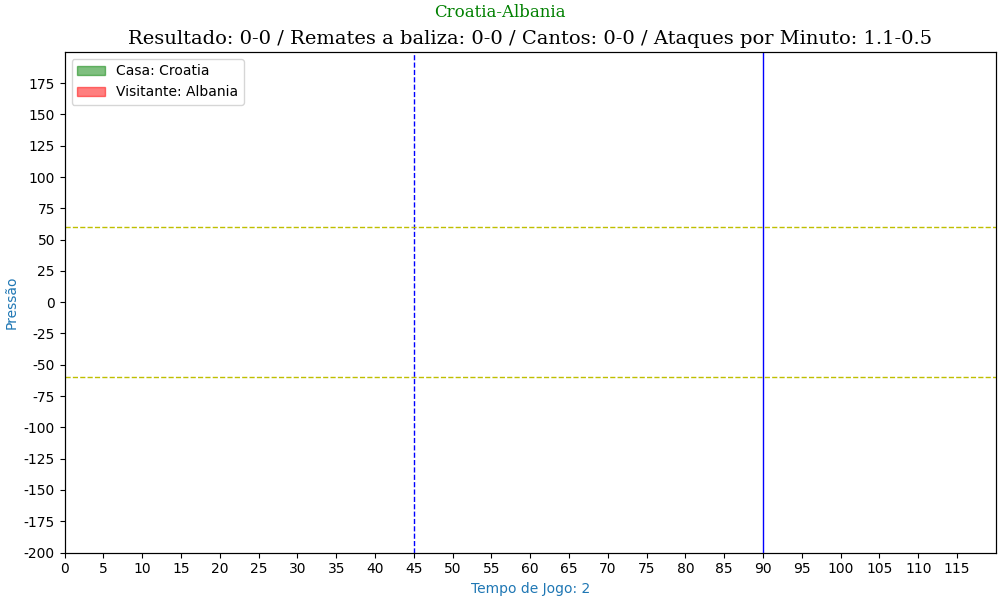 Croatia-Albania
Resultado: 0-0 / Remates a baliza: 0-0 / Cantos: 0-0 / Ataques por Minuto: 1.1-0.5
Casa: Croatia
Visitante: Albania
Pressão
175
150
125
100
75
50
25
0
-25
-50
-75
-100
-125
-150
-175
-200
0 5 10 15 20 25 30 35 40 45 50 55 60 65 70 75 80 85 90 95 100 105 110 115
Tempo de Jogo: 2